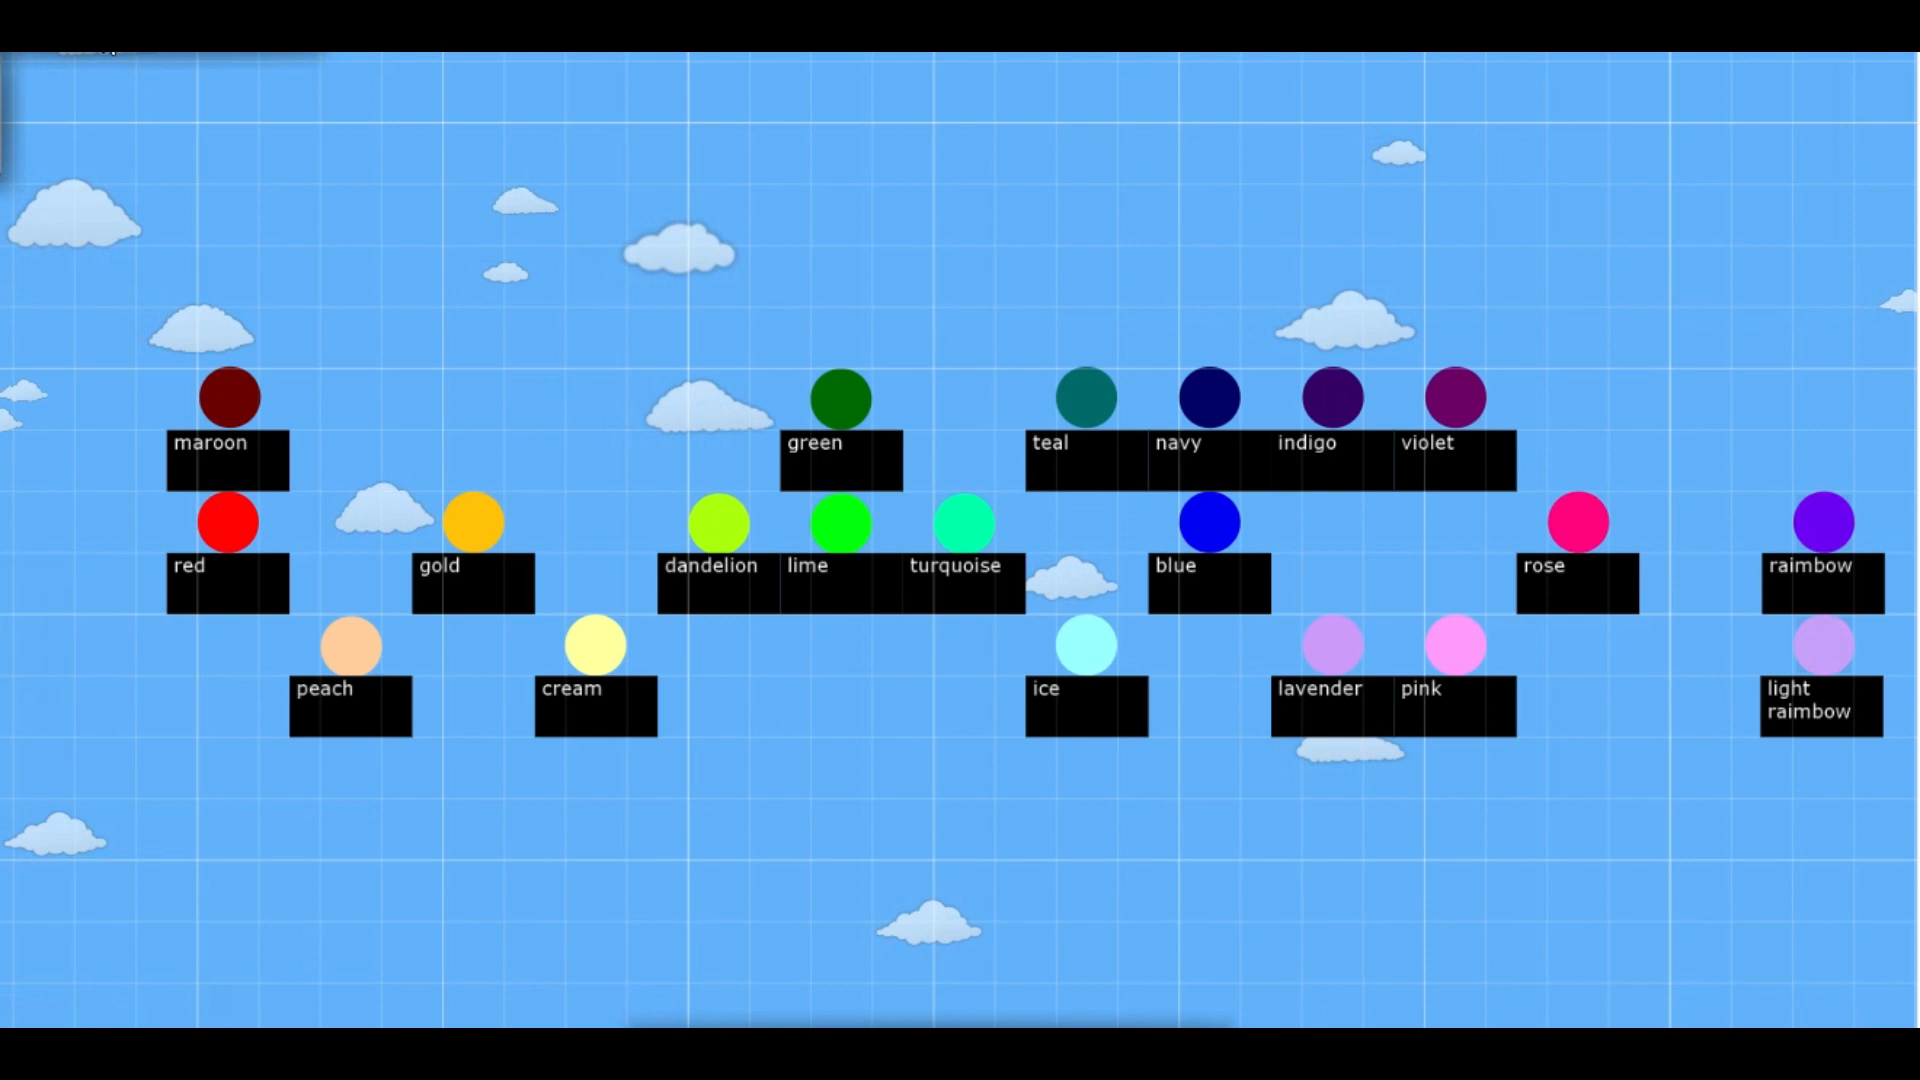 maroon
green
teal
navy
indigo
violet
red
gold
dandelion
lime
turquoise
blue
rose
raimbow
peach
cream
ice
lavender
pink
light
raimbow